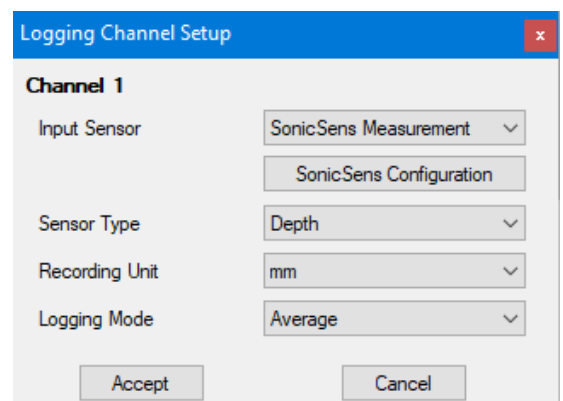 Logging Channel Setup x
Channel 1
Input Sensor SonicSens Measurement
SonicSens Configuration
Sensor Type Depth
Recording Unit mm
Logging Mode Average
Accept Cancel